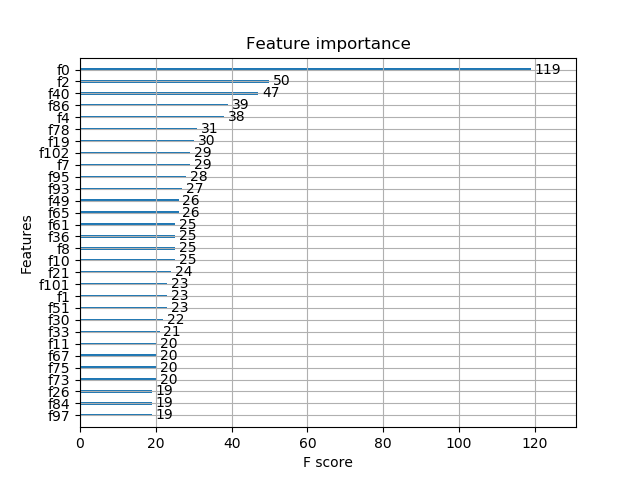 Feature importance
f0 119
f2 50
f40 47
f86 39
f4 38
f78 31
f19 30
f102 29
f7 29
f95 28
f93 27
f49 26
f65 26
f61 25
f36 25
f8 25
f10 25
f21 24
f101 23
f1 23
f51 23
f30 22
f33 21
f11 20
f67 20
f75 20
f73 20
f26 19
f84 19
f97 19
Features
0 20 40 60 80 100 120
F score